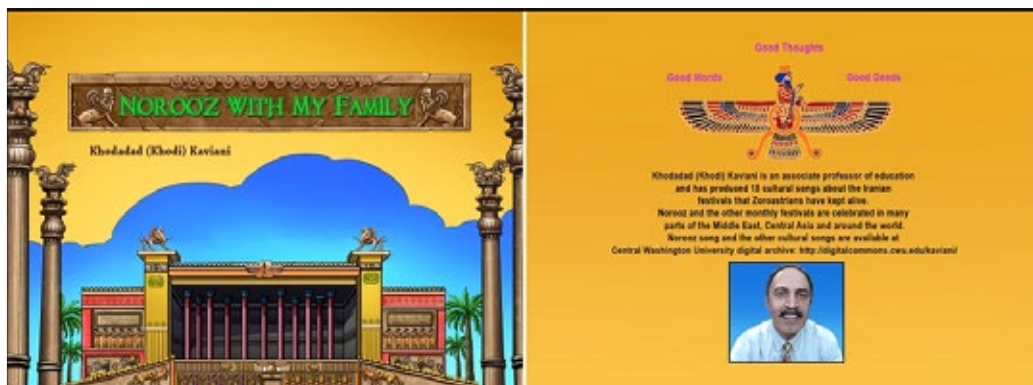 NOROOZ WITH MY FAMILY
Khodadad (Khodi) Kaviani
Good Thoughts
Good Words
Good Deeds
Khodadad (Khodi) Kaviani is an associate professor of education
and has produced 18 cultural songs about the Iranian
festivals that Zoroastrians have kept alive.
Norooz and the other monthly festivals are celebrated in many
parts of the Middle East, Central Asia and around the world.
Norooz song and the other cultural songs are available at
Central Washington University digital archive: http://digitalcommons.cwu.edu/kaviani/